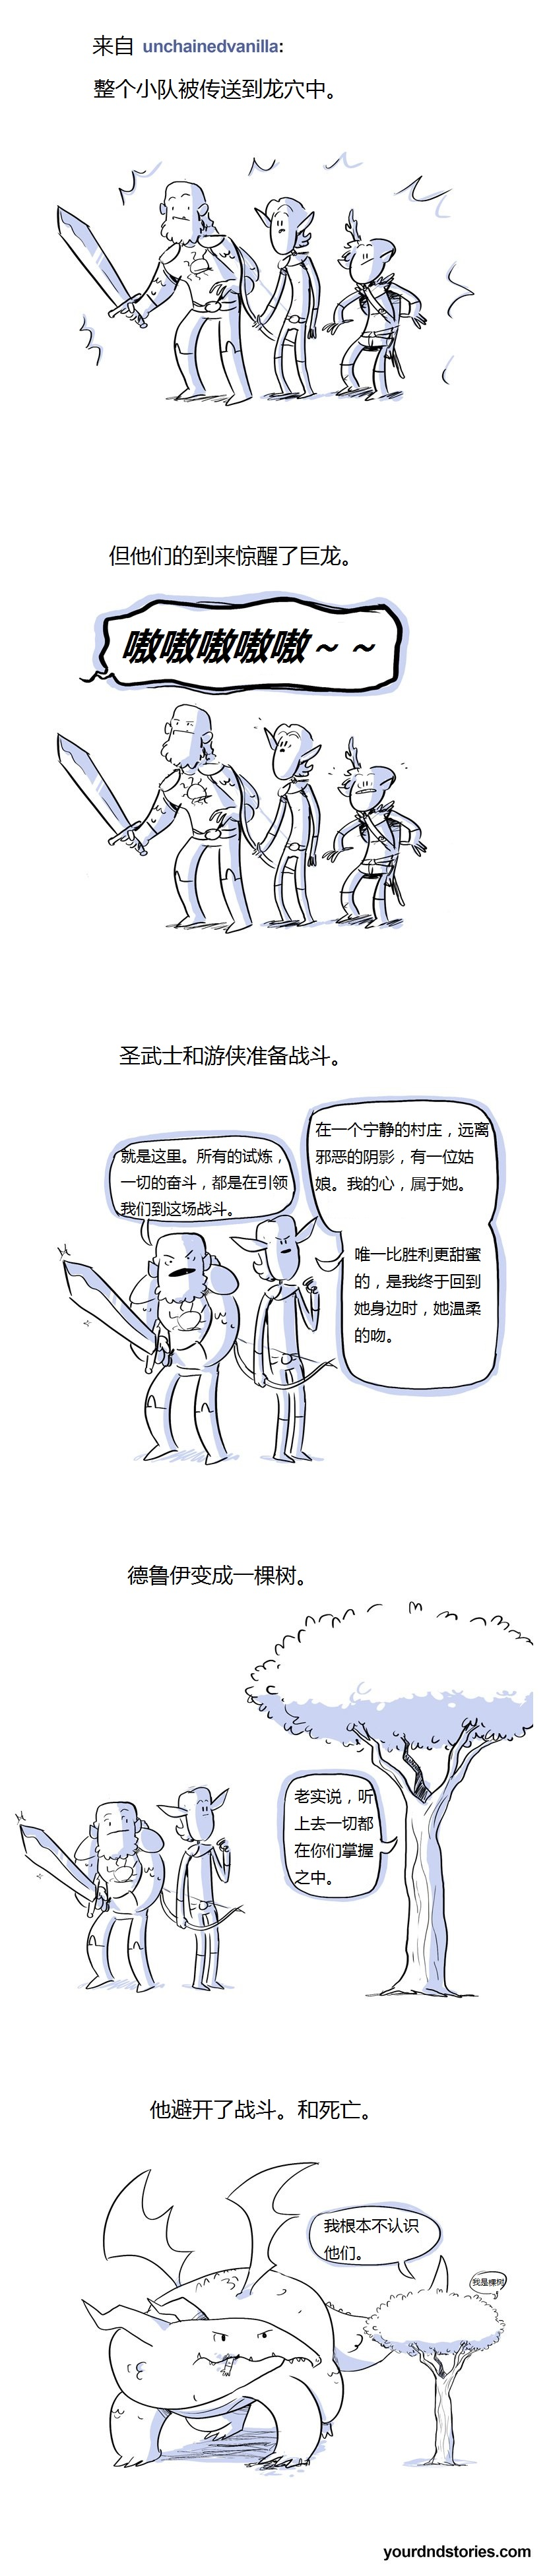 来自 unchainedvanilla:
整个小队被传送到龙穴中。
但他们的到来惊醒了巨龙。
嗷嗷嗷嗷嗷～～
圣武士和游侠准备战斗。
就是这里。所有的试炼，
一切的奋斗，都是在引领
我们到这场战斗。
在一个宁静的村庄，远离
邪恶的阴影，有一位姑
娘。我的心，属于她。
唯一比胜利更甜蜜
的，是我终于回到
她身边时，她温柔
的吻。
德鲁伊变成一棵树。
老实说，听
上去一切都
在你们掌握
之中。
他避开了战斗。和死亡。
我根本不认识
他们。
我是棵树
yourdndstories.com